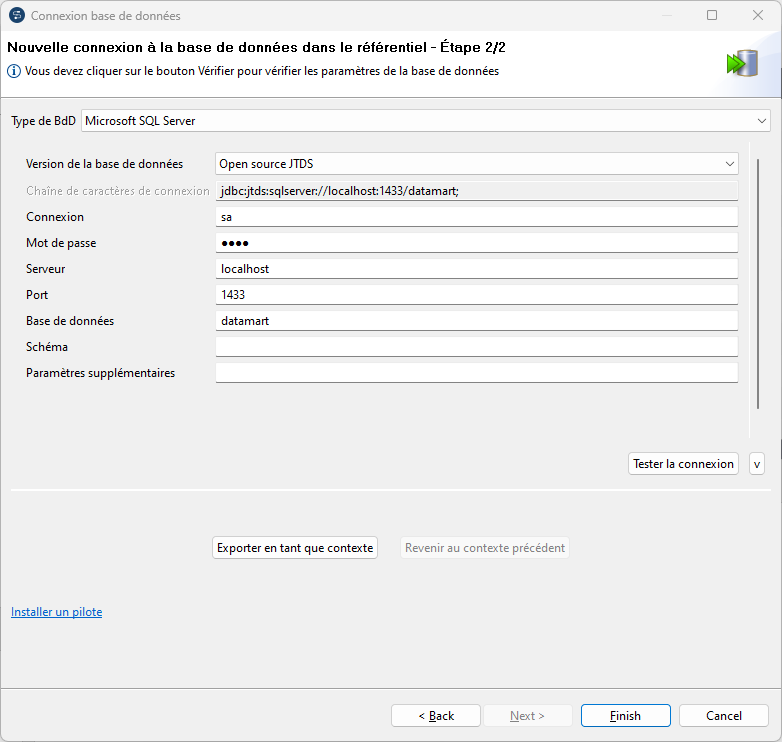 Connexion base de données
Nouvelle connexion à la base de données dans le référentiel - Étape 2/2
Vous devez cliquer sur le bouton Vérifier pour vérifier les paramètres de la base de données
Type de BdD Microsoft SQL Server
Version de la base de données Open source JTDS
Chaîne de caractères de connexion jdbc:jtds:sqlserver://localhost:1433/datamart;
Connexion sa
Mot de passe ●●●●
Serveur localhost
Port 1433
Base de données datamart
Schéma
Paramètres supplémentaires
Tester la connexion v
Exporter en tant que contexte Revenir au contexte précédent
Installer un pilote
< Back Next > Finish Cancel